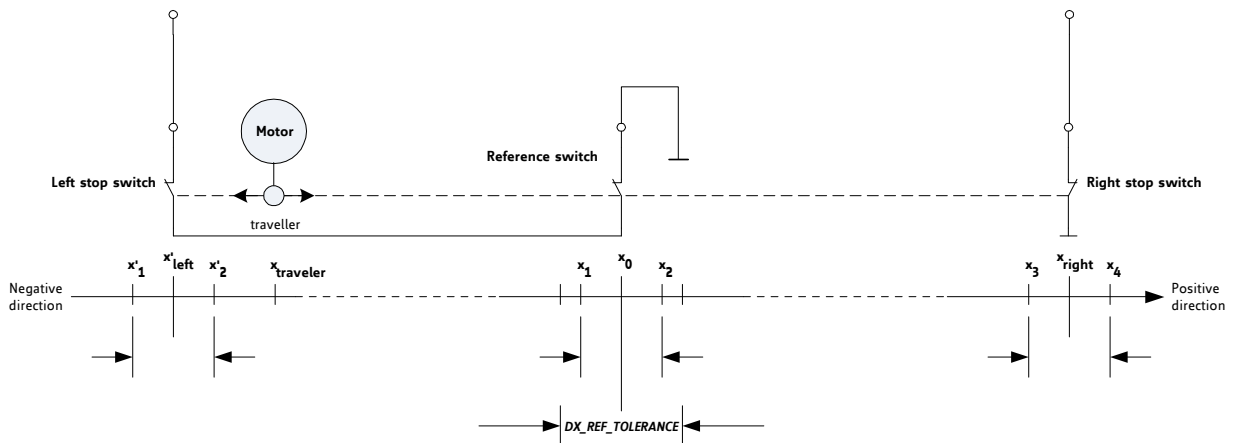 Motor
Reference switch
Left stop switch
Right stop switch
traveller
x'1
x'left
x'2
xtraveler
x1
x0
x2
x3
xright
x4
Negative
direction
Positive
direction
DX_REF_TOLERANCE